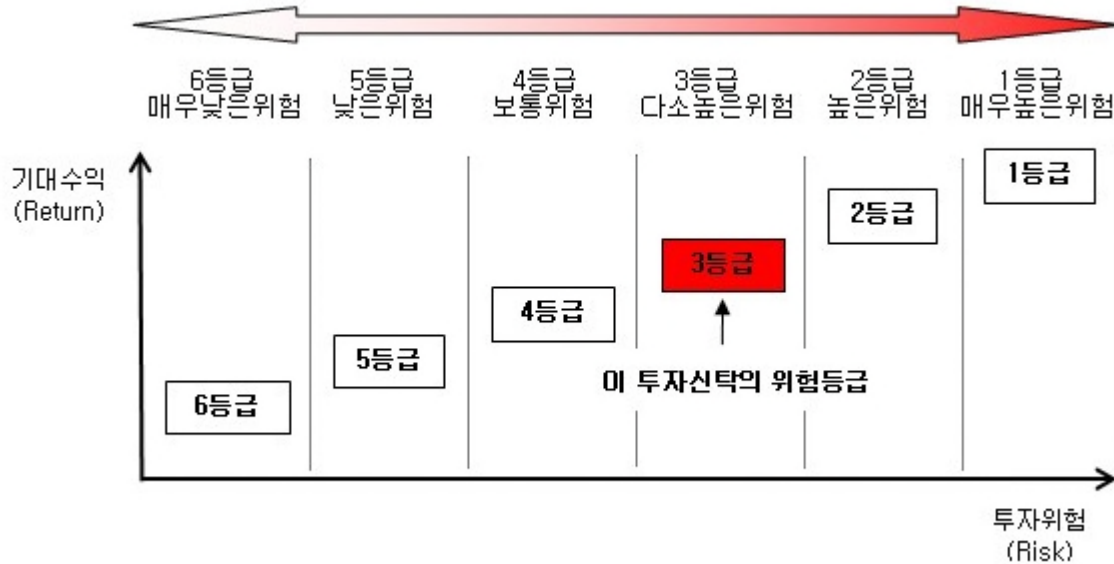 6등급
매우낮은위험
5등급
낮은위험
4등급
보통위험
3등급
다소높은위험
2등급
높은위험
1등급
매우높은위험
기대수익
(Return)
1등급
2등급
3등급
4등급
5등급
6등급
이 투자신탁의 위험등급
투자위험
(Risk)